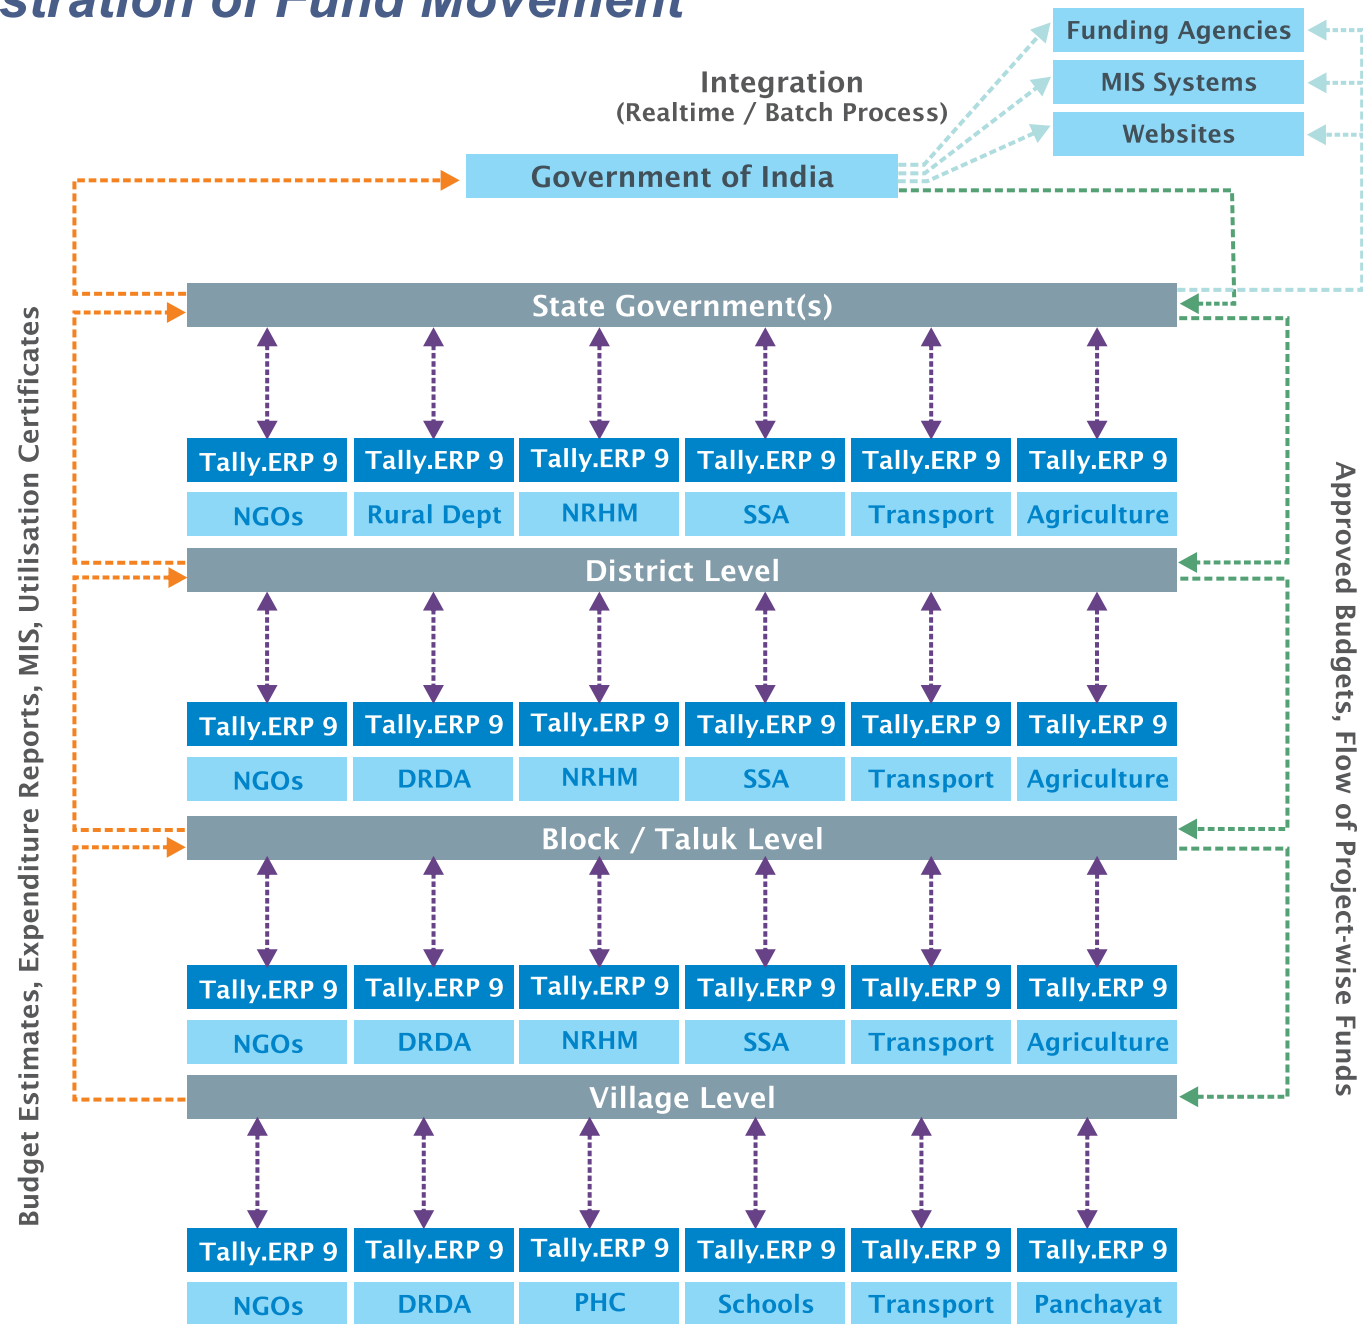 stration of Fund Movement
Funding Agencies
Integration
MIS Systems
(Realtime / Batch Process)
Websites
Government of India
State Government(s)
Tally.ERP 9 Tally.ERP 9 Tally.ERP 9 Tally.ERP 9 Tally.ERP 9 Tally.ERP 9
NGOs Rural Dept NRHM SSA Transport Agriculture
District Level
Tally.ERP 9 Tally.ERP 9 Tally.ERP 9 Tally.ERP 9 Tally.ERP 9 Tally.ERP 9
NGOs DRDA NRHM SSA Transport Agriculture
Block / Taluk Level
Tally.ERP 9 Tally.ERP 9 Tally.ERP 9 Tally.ERP 9 Tally.ERP 9 Tally.ERP 9
NGOs DRDA NRHM SSA Transport Agriculture
Village Level
Tally.ERP 9 Tally.ERP 9 Tally.ERP 9 Tally.ERP 9 Tally.ERP 9 Tally.ERP 9
NGOs DRDA PHC Schools Transport Panchayat
Budget Estimates, Expenditure Reports, MIS, Utilisation Certificates
Approved Budgets, Flow of Project-wise Funds